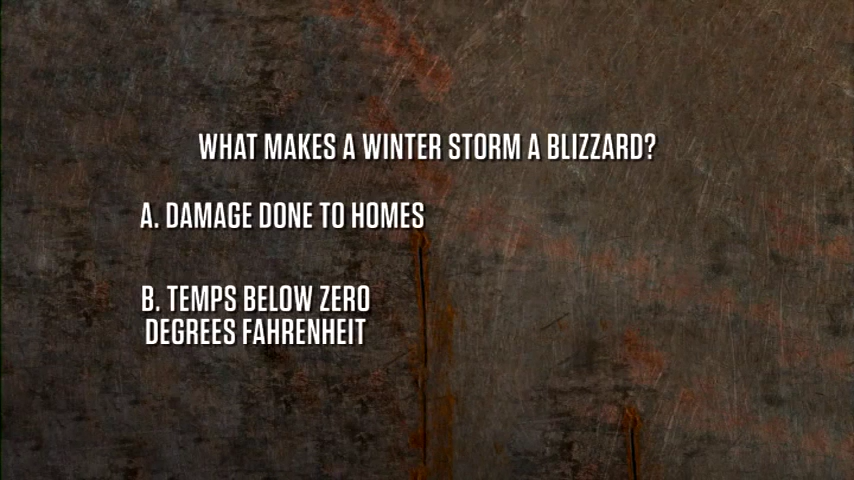 WHAT MAKES A WINTER STORM A BLIZZARD?
A. DAMAGE DONE TO HOMES
B. TEMPS BELOW ZERO
DEGREES FAHRENHEIT